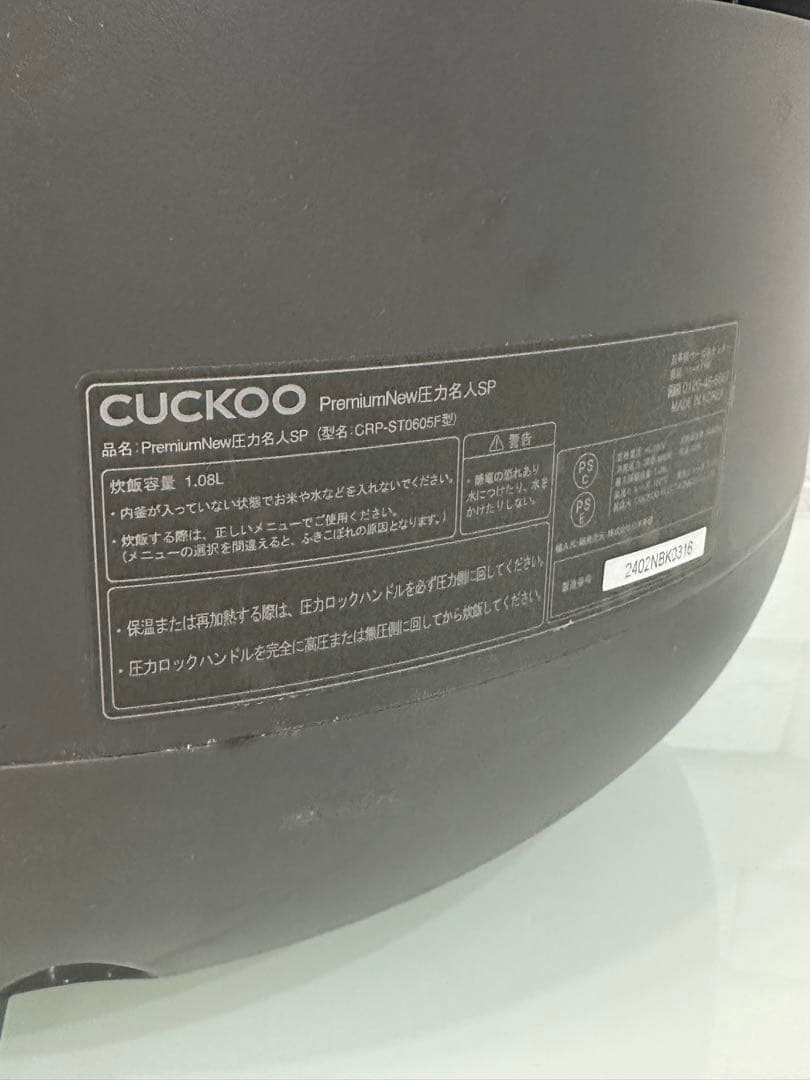 CUCKOO PremiumNew圧力名人SP
品名：PremiumNew圧力名人SP（型名：CRP-ST0605F型）
炊飯容量 1.08L
・内釜が入っていない状態でお米や水などを入れないでください。
・炊飯する際は、正しいメニューでご使用ください。
（メニューの選択を間違えると、ふきこぼれの原因となります。）
警告
・感電の恐れあり
水につけたり、水を
かけたりしない。
・保温または再加熱する際は、圧力ロックハンドルを必ず圧力側に回してください。
・圧力ロックハンドルを完全に高圧または無圧側に回してから炊飯してください。
MADE IN KOREA
PS
C
PS
E
製造番号 2402NBK0316